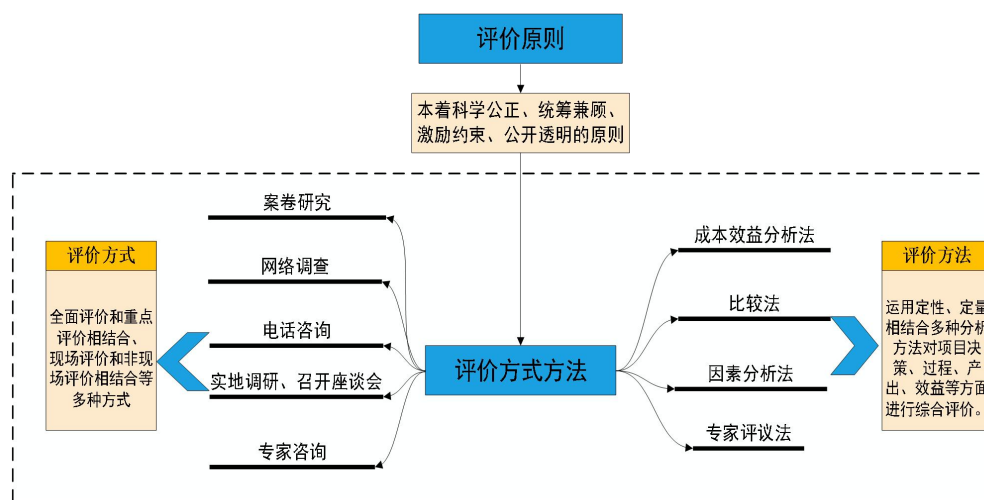 评价原则
本着科学公正、统筹兼顾、
激励约束、公开透明的原则
案卷研究
网络调查
电话咨询
实地调研、召开座谈会
专家咨询
评价方式
全面评价和重点
评价相结合、
现场评价和非现
场评价相结合等
多种方式
评价方式方法
成本效益分析法
比较法
因素分析法
专家评议法
评价方法
运用定性、定量
相结合多种分析
方法对项目决
策、过程、产
出、效益等方面
进行综合评价。